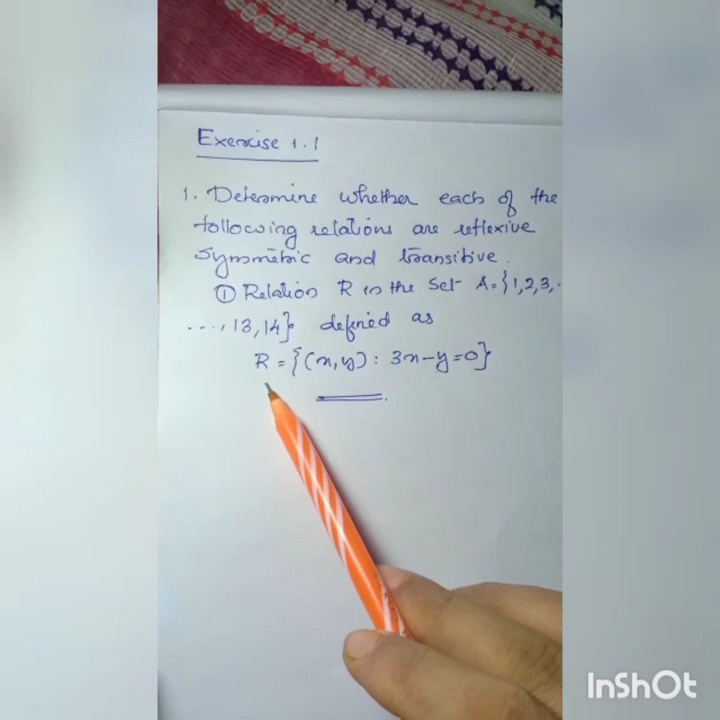 Exercise 1.1
1. Determine whether each of the
following relations are reflexive
symmetric and transitive.
① Relation R in the Set A={1,2,3,..
...,13,14} defined as
R = {(x,y): 3x-y=0}
InShOt